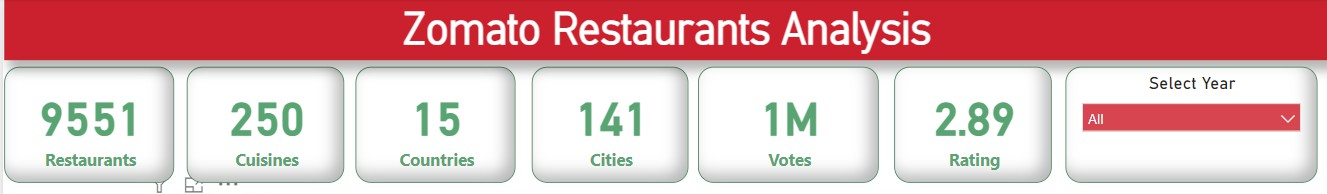 Zomato Restaurants Analysis
9551
Restaurants
250
Cuisines
15
Countries
141
Cities
1M
Votes
2.89
Rating
Select Year
All